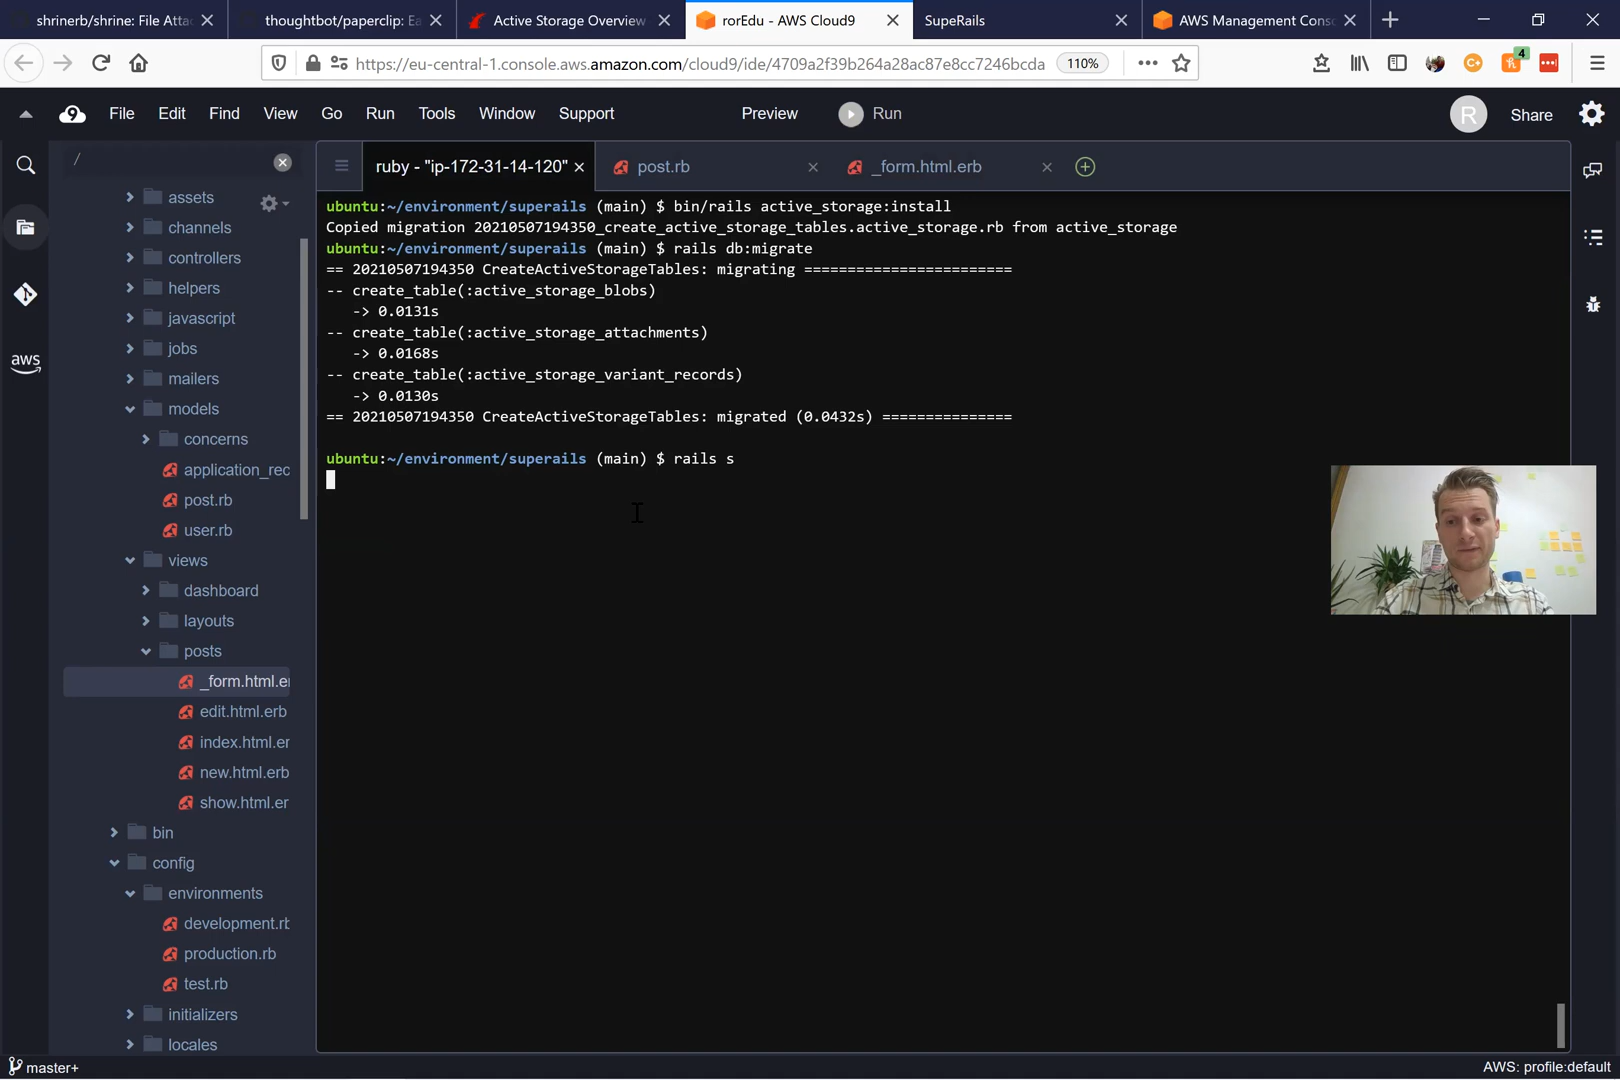 shrinerb/shrine: File Atta
thoughtbot/paperclip: Ea
Active Storage Overview
rorEdu - AWS Cloud9
SupeRails
AWS Management Cons
https://eu-central-1.console.aws.amazon.com/cloud9/ide/4709a2f39b264a28ac87e8cc7246bcda
110%
4
File Edit Find View Go Run Tools Window Support
Preview
Run
R
Share
/
ruby - "ip-172-31-14-120"
post.rb
_form.html.erb
aws
assets
channels
controllers
helpers
javascript
jobs
mailers
models
concerns
application_rec
post.rb
user.rb
views
dashboard
layouts
posts
_form.html.er
edit.html.erb
index.html.er
new.html.erb
show.html.er
bin
config
environments
development.rb
production.rb
test.rb
initializers
locales
ubuntu:~/environment/superails (main) $ bin/rails active_storage:install
Copied migration 20210507194350_create_active_storage_tables.active_storage.rb from active_storage
ubuntu:~/environment/superails (main) $ rails db:migrate
== 20210507194350 CreateActiveStorageTables: migrating ========================
-- create_table(:active_storage_blobs)
-> 0.0131s
-- create_table(:active_storage_attachments)
-> 0.0168s
-- create_table(:active_storage_variant_records)
-> 0.0130s
== 20210507194350 CreateActiveStorageTables: migrated (0.0432s) ===============
ubuntu:~/environment/superails (main) $ rails s
master+
AWS: profile:default